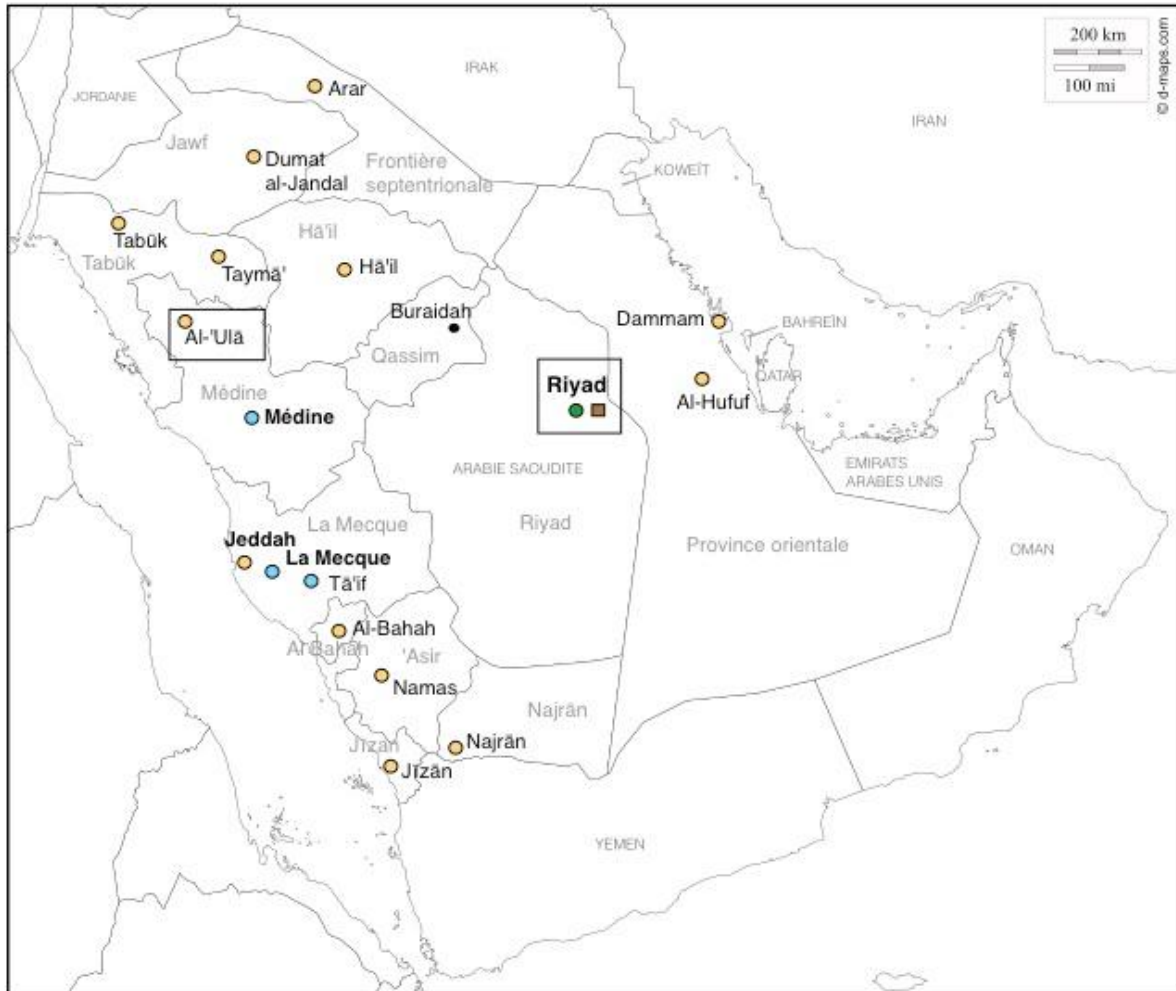 200 km
100 mi
© d-maps.com
IRAK
Arar
JORDANIE
IRAN
Jawf
Dumat
al-Jandal
Frontière
septentrionale
KOWEÏT
Tabūk
Hā'il
Tabūk
Taymā'
Hā'il
Buraidah
Dammam
BAHREÏN
Al-'Ulā
Qassim
QATAR
Riyad
Al-Hufuf
Médine
Médine
ARABIE SAOUDITE
EMIRATS
ARABES UNIS
La Mecque
Riyad
Province orientale
OMAN
Jeddah
La Mecque
Tā'if
Al-Bahah
Al Bahah
'Asir
Namas
Najrān
Najrān
Jīzān
Jīzān
YEMEN